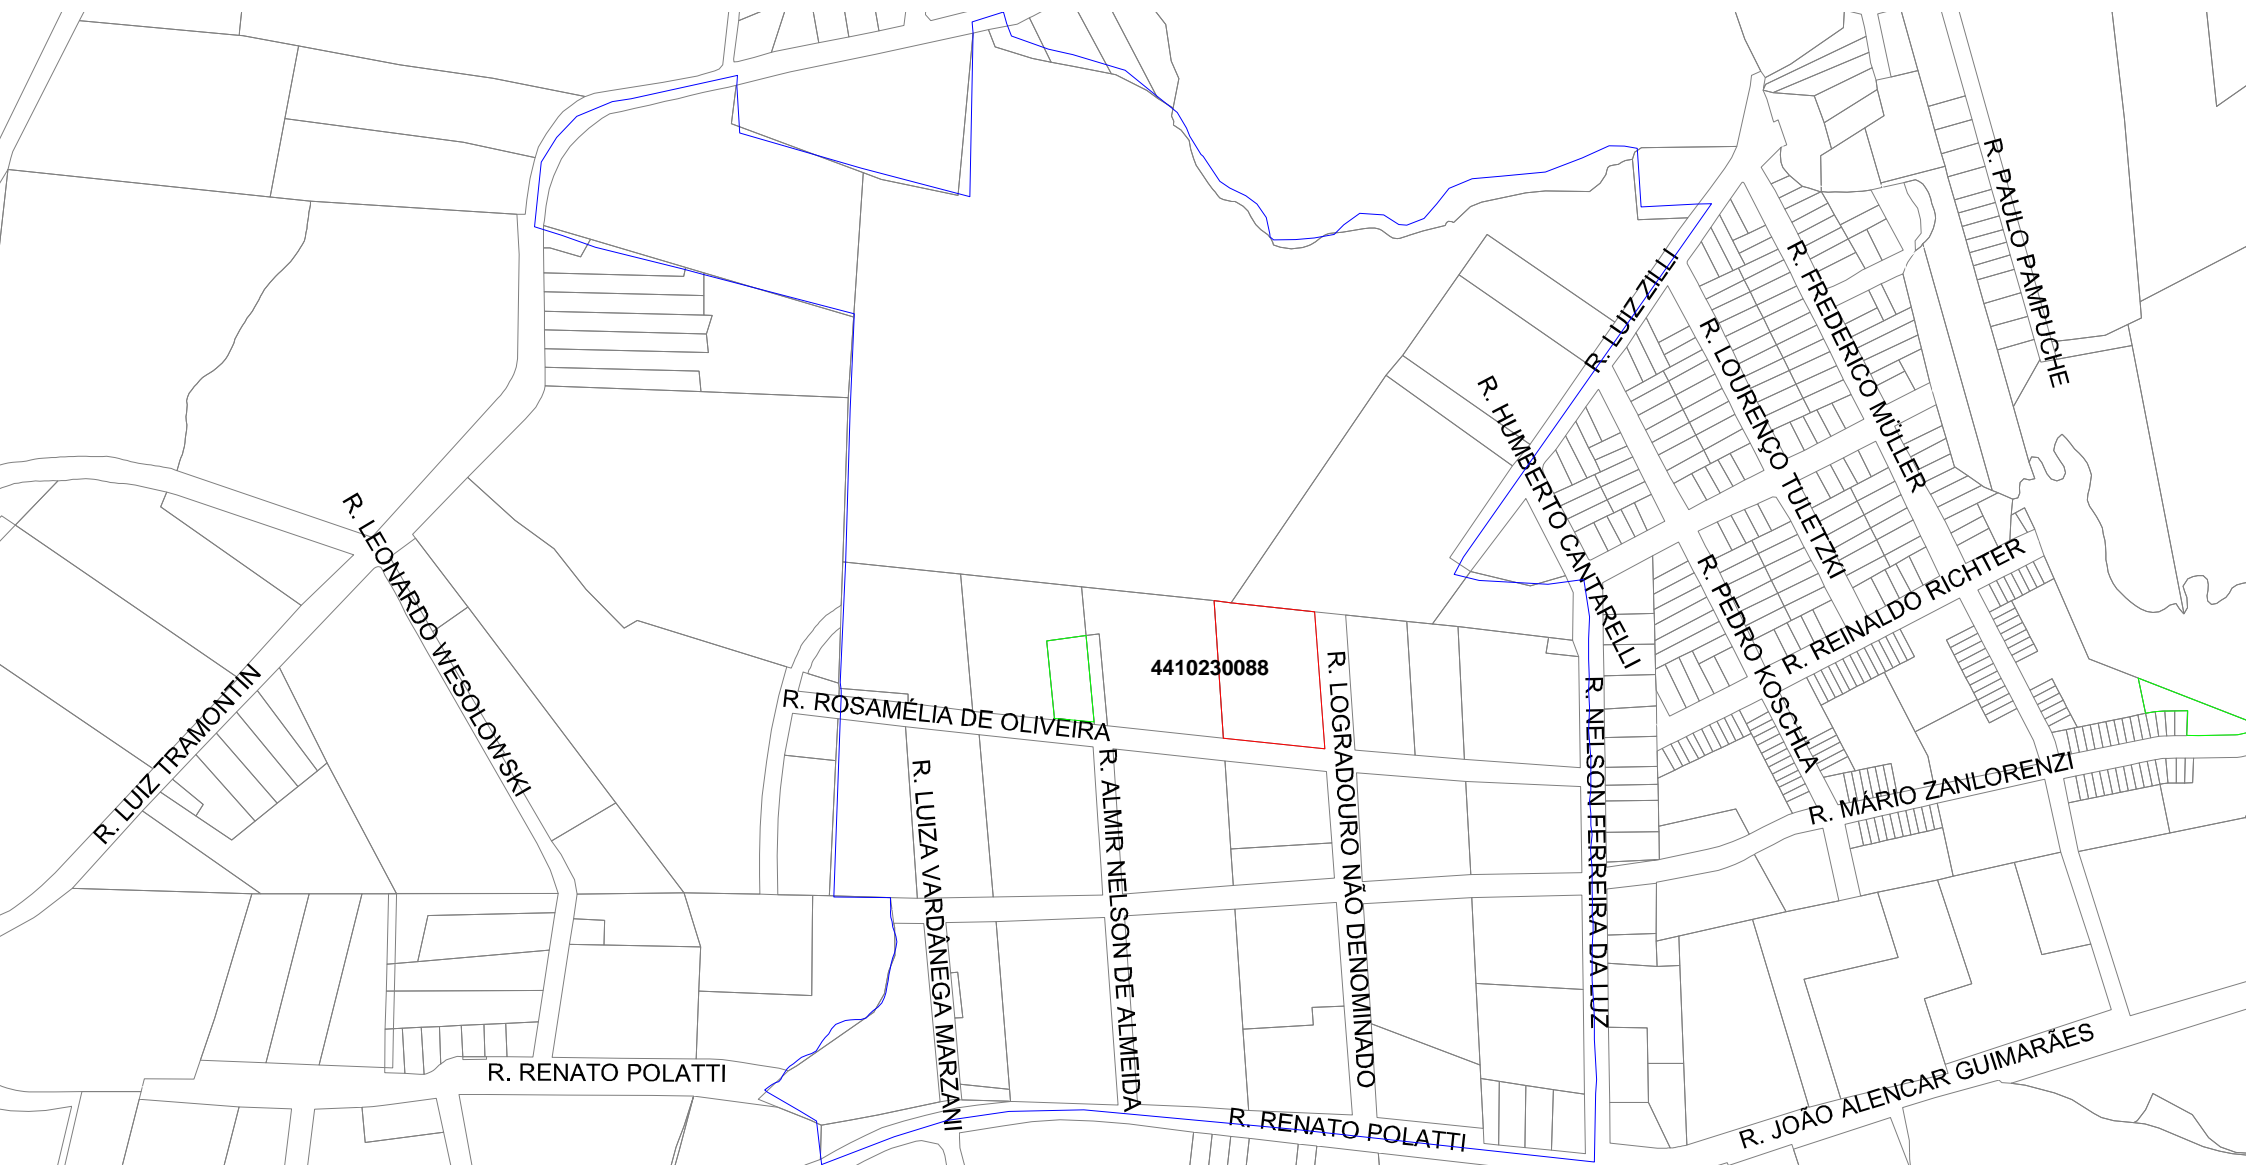 R. PAULO PAMPUCHE
R. FREDERICO MÜLLER
R. LUIZ ZILLI
R. LOURENÇO TULETZKI
R. HUMBERTO CANTARELLI
R. LEONARDO WESOLOWSKI
R. REINALDO RICHTER
R. PEDRO KOSCHLA
4410230088
R. LOGRADOURO NÃO DENOMINADO
R. LUIZ TRAMONTIN
R. NELSON FERREIRA DA LUZ
R. ROSAMÉLIA DE OLIVEIRA
R. ALMIR NELSON DE ALMEIDA
R. LUIZA VARDÂNEGA MARZANI
R. MÁRIO ZANLORENZI
R. RENATO POLATTI
R. JOÃO ALENCAR GUIMARÃES
R. RENATO POLATTI